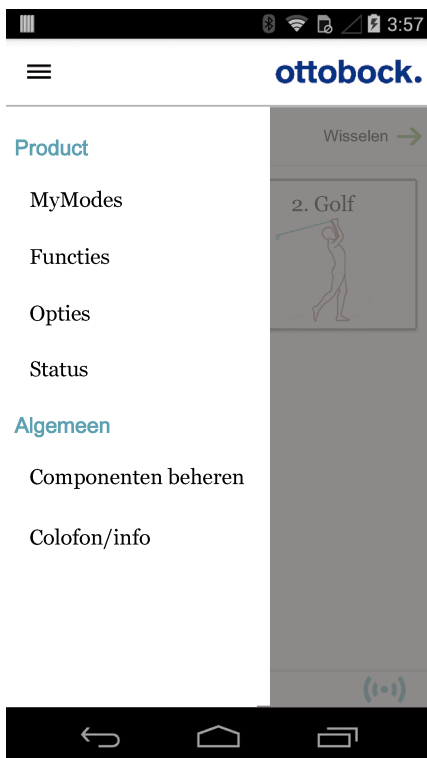 3:57
ottobock.
Product
Wisselen
MyModes
2. Golf
Functies
Opties
Status
Algemeen
Componenten beheren
Colofon/info